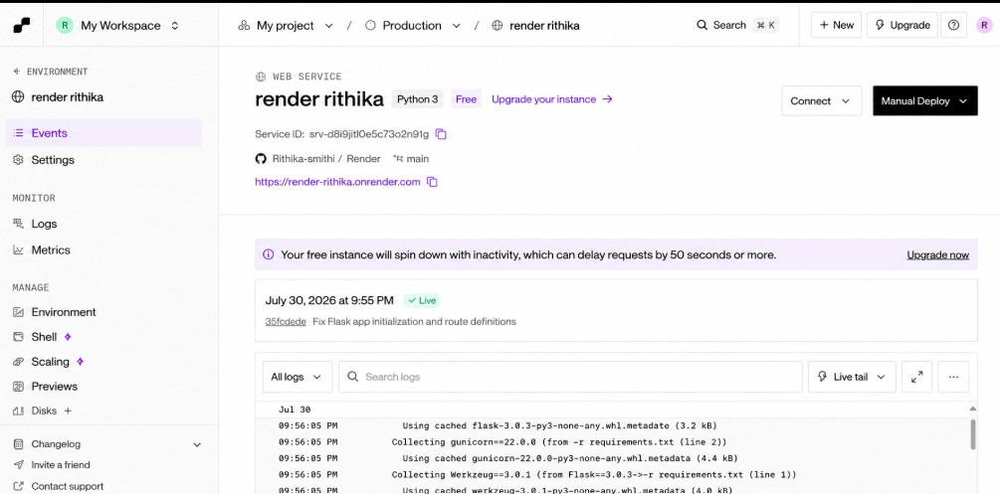 R My Workspace
My project / Production / render rithika
Search ⌘ K
+ New
Upgrade
R
← ENVIRONMENT
render rithika
Events
Settings
MONITOR
Logs
Metrics
MANAGE
Environment
Shell
Scaling
Previews
Disks +
Changelog
Invite a friend
Contact support
WEB SERVICE
render rithika Python 3 Free Upgrade your instance →
Connect
Manual Deploy
Service ID: srv-d8i9jitl0e5c73o2n91g
Rithika-smithi / Render main
https://render-rithika.onrender.com
Your free instance will spin down with inactivity, which can delay requests by 50 seconds or more. Upgrade now
July 30, 2026 at 9:55 PM ✓ Live
35fcdede Fix Flask app initialization and route definitions
All logs Search logs Live tail ...
Jul 30
09:56:05 PM Using cached flask-3.0.3-py3-none-any.whl.metadate (3.2 kB)
09:56:05 PM Collecting gunicorn==22.0.0 (from -r requirements.txt (line 2))
09:56:05 PM Using cached gunicorn-22.0.0-py3-none-any.whl.metadata (4.4 kB)
09:56:05 PM Collecting Werkzeug==3.0.1 (from Flask==3.0.3->-r requirements.txt (line 1))
09:56:05 PM Using cached werkzeug-3.0.1-py3-none-any.whl.metadata (4.0 kB)